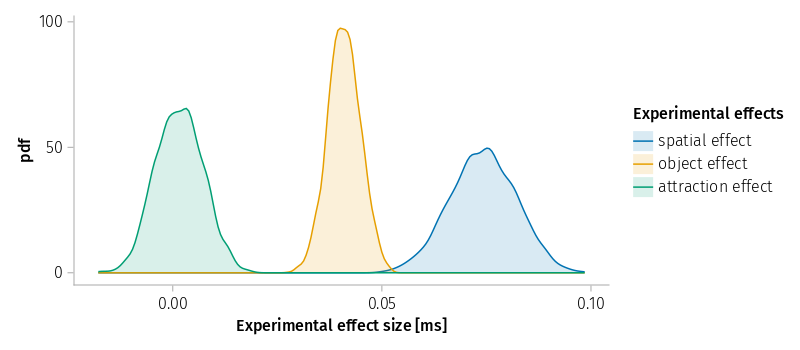 100
50
0
pdf
0.00
0.05
0.10
Experimental effect size [ms]
Experimental effects
spatial effect
object effect
attraction effect